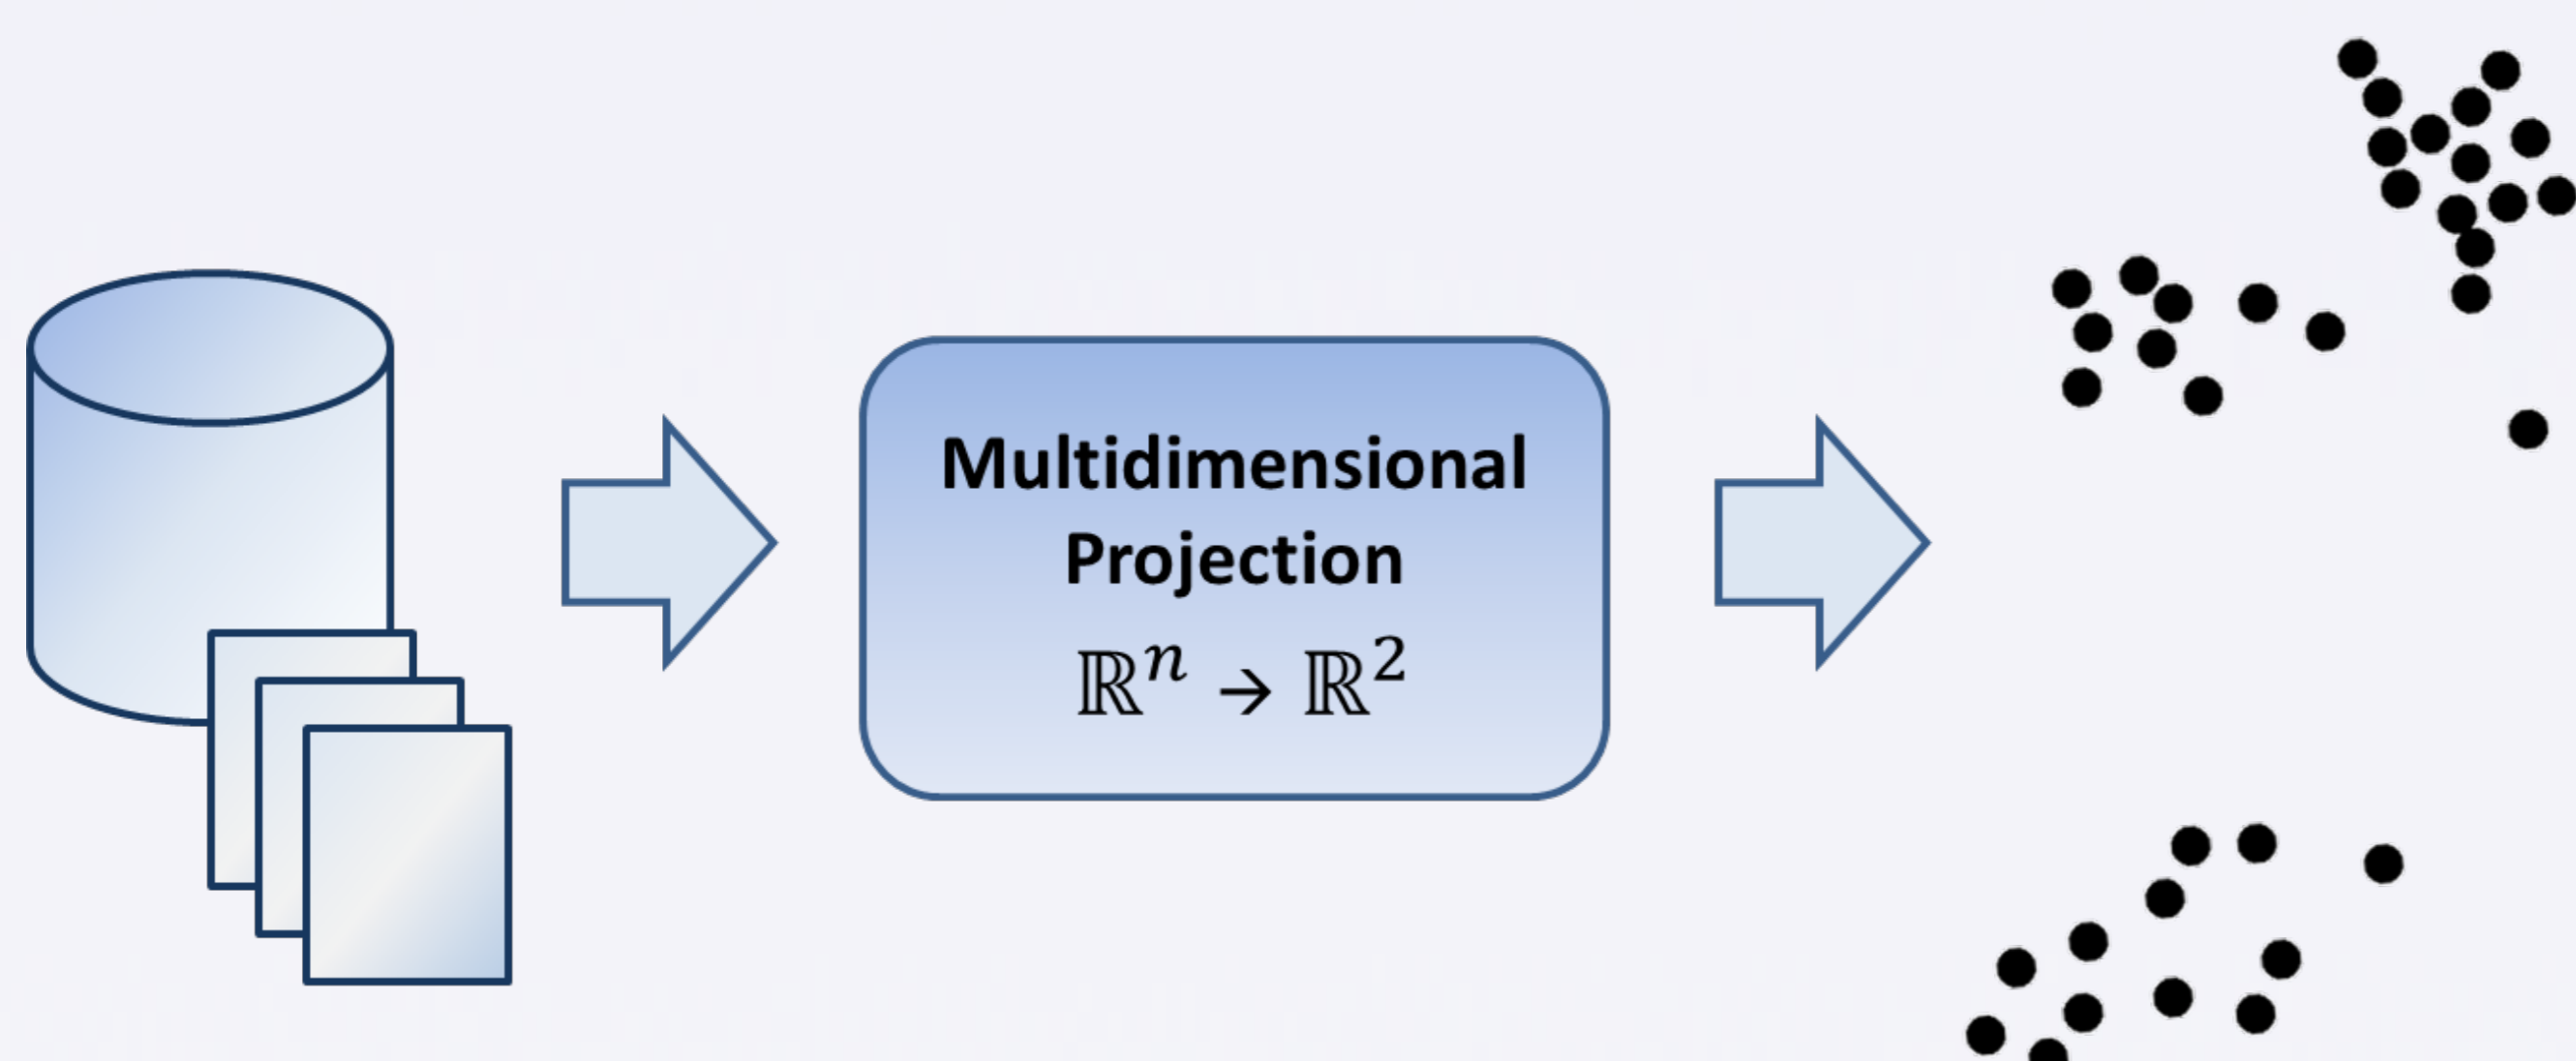 Multidimensional
Projection
ℝⁿ → ℝ²